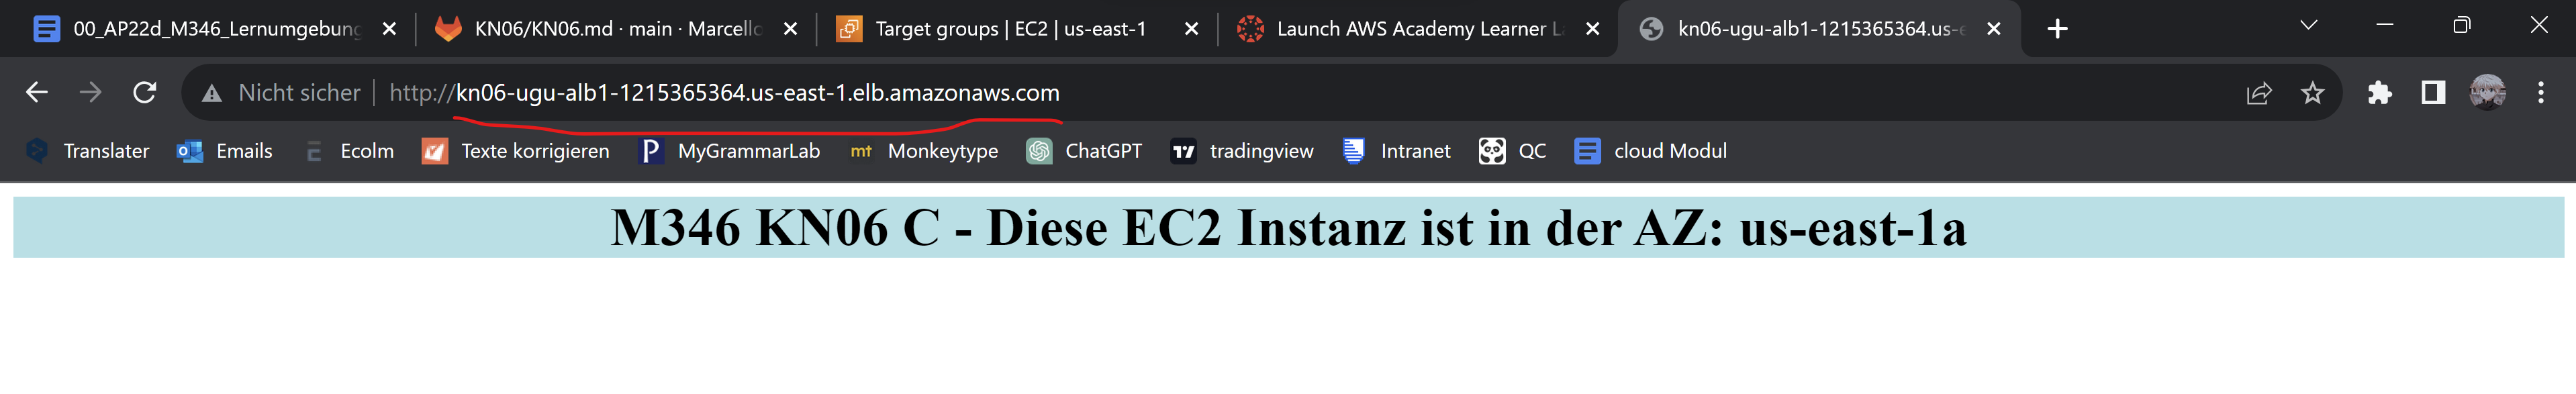 00_AP22d_M346_Lernumgebung
KN06/KN06.md · main · Marcello
Target groups | EC2 | us-east-1
Launch AWS Academy Learner L
kn06-ugu-alb1-1215365364.us-e
Nicht sicher | http://kn06-ugu-alb1-1215365364.us-east-1.elb.amazonaws.com
Translater Emails Ecolm Texte korrigieren P MyGrammarLab mt Monkeytype ChatGPT tradingview Intranet QC cloud Modul
M346 KN06 C - Diese EC2 Instanz ist in der AZ: us-east-1a